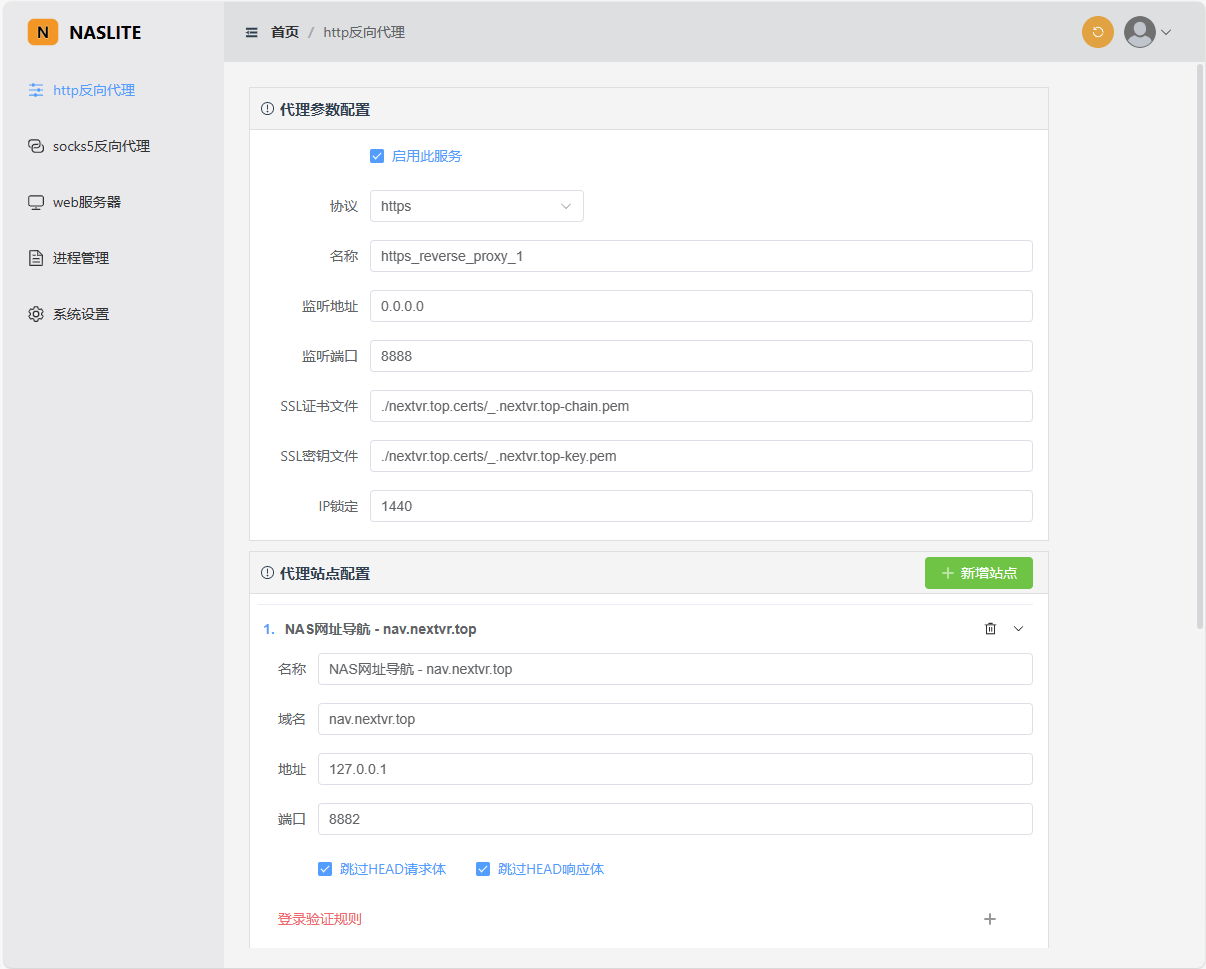 N NASLITE
首页 / http反向代理
http反向代理
socks5反向代理
web服务器
进程管理
系统设置
代理参数配置
启用此服务
协议 https
名称 https_reverse_proxy_1
监听地址 0.0.0.0
监听端口 8888
SSL证书文件 ./nextvr.top.certs/_.nextvr.top-chain.pem
SSL密钥文件 ./nextvr.top.certs/_.nextvr.top-key.pem
IP锁定 1440
代理站点配置 新增站点
1. NAS网址导航 - nav.nextvr.top
名称 NAS网址导航 - nav.nextvr.top
域名 nav.nextvr.top
地址 127.0.0.1
端口 8882
跳过HEAD请求体 跳过HEAD响应体
登录验证规则